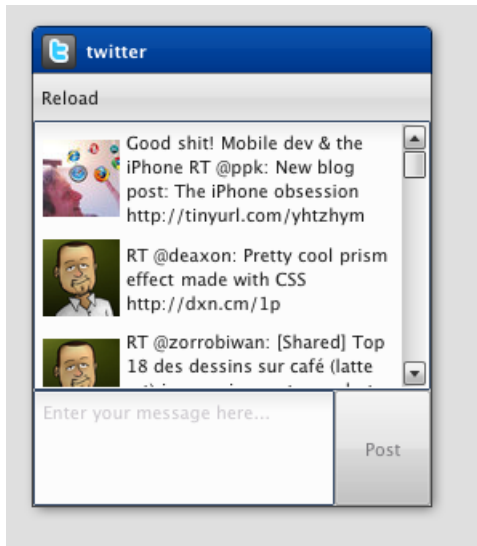 twitter
Reload
Good shit! Mobile dev & the
iPhone RT @ppk: New blog
post: The iPhone obsession
http://tinyurl.com/yhtzhym
RT @deaxon: Pretty cool prism
effect made with CSS
http://dxn.cm/1p
RT @zorrobiwan: [Shared] Top
18 des dessins sur café (latte
Enter your message here...
Post